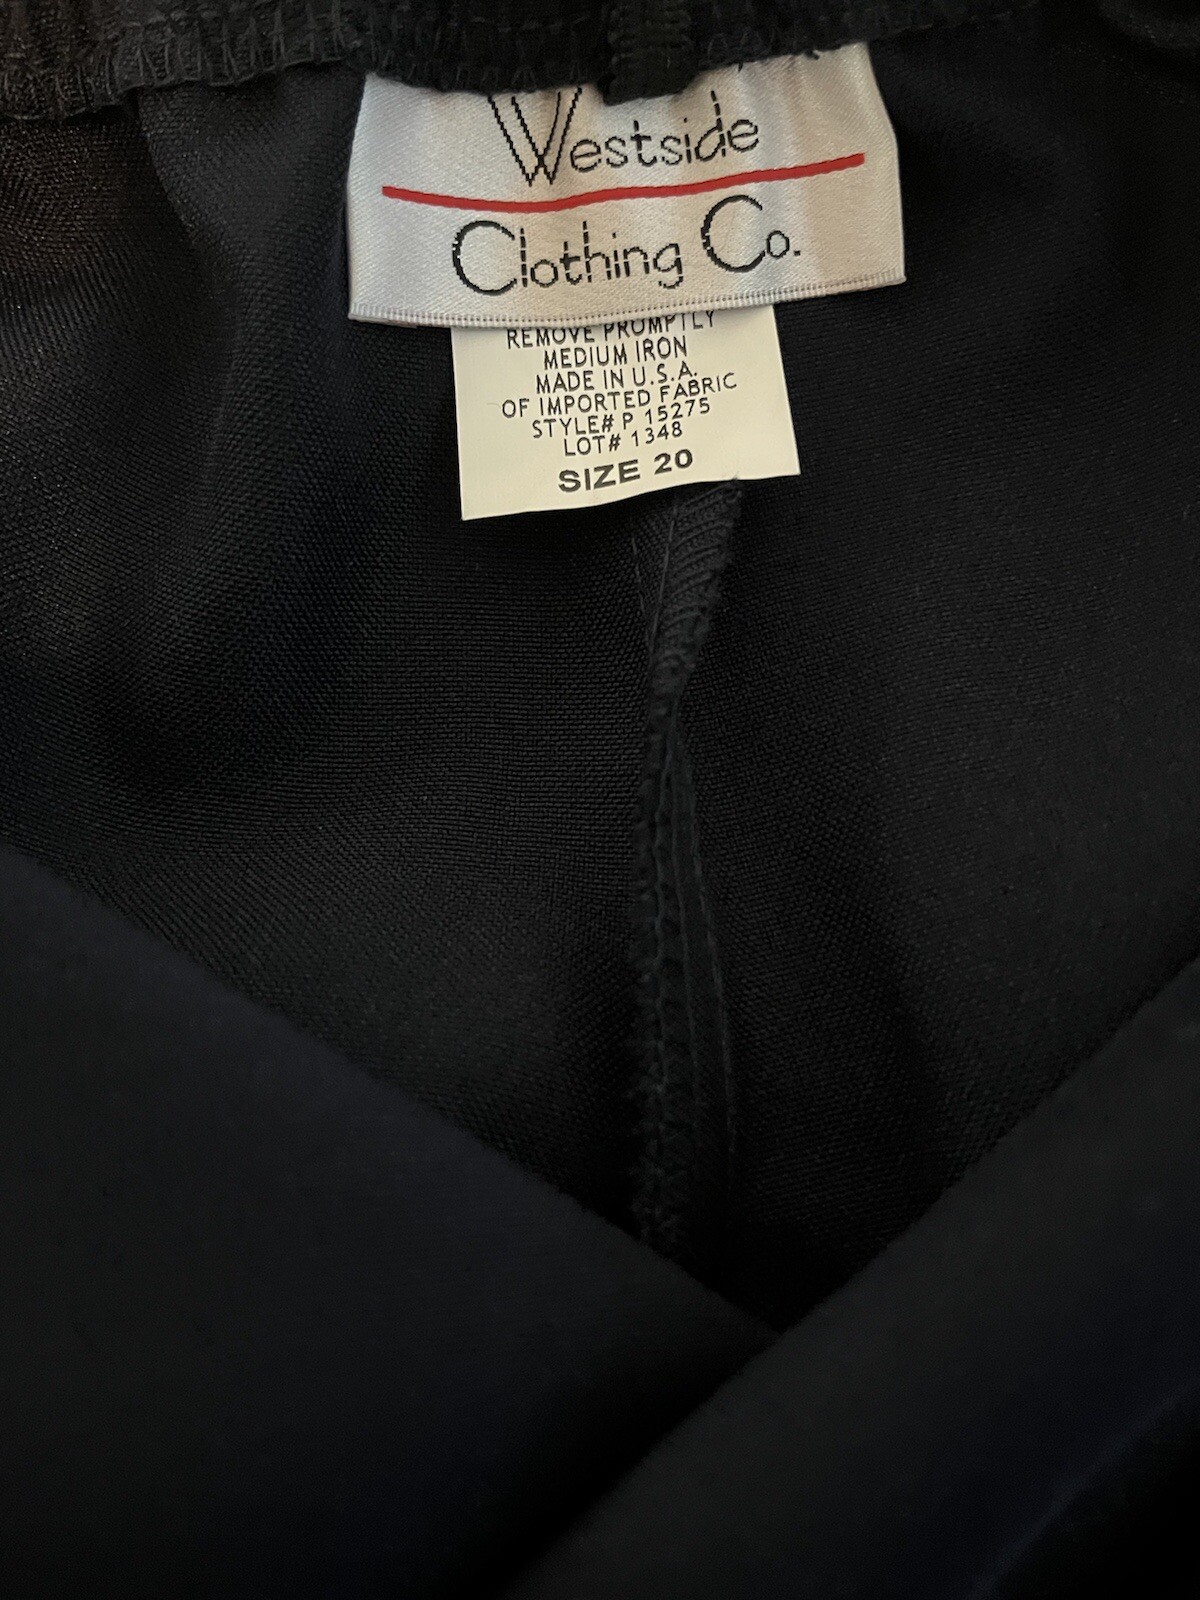 Westside
Clothing Co.
REMOVE PROMPTLY
MEDIUM IRON
MADE IN U.S.A.
OF IMPORTED FABRIC
STYLE# P 15275
LOT# 1348
SIZE 20